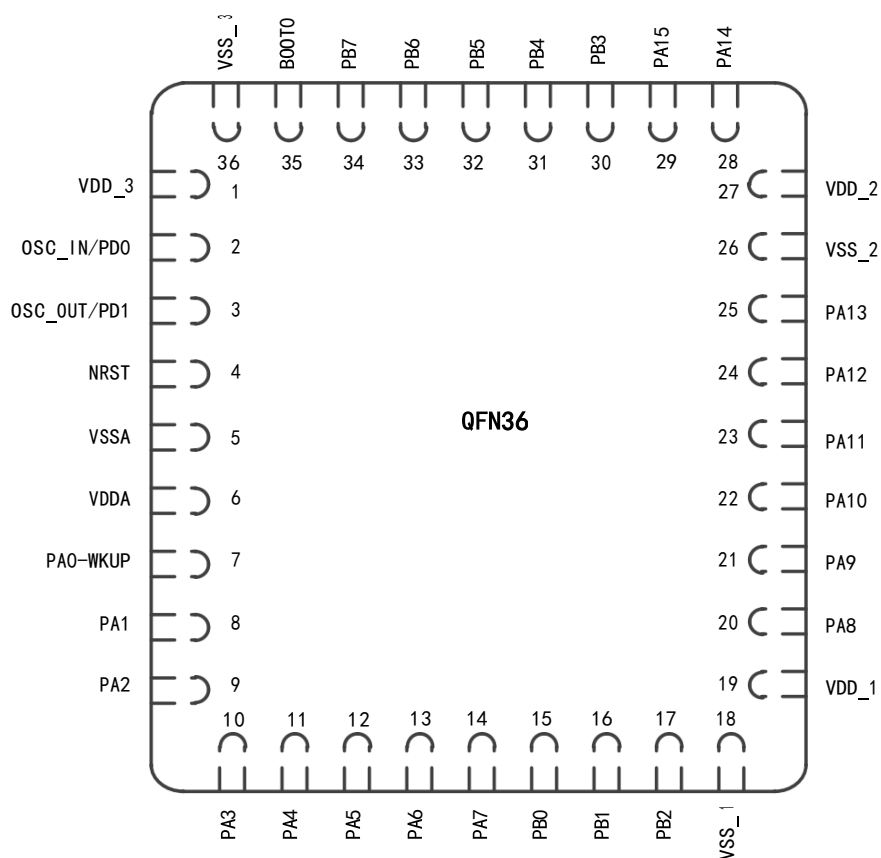 VSS_3 BOOT0 PB7 PB6 PB5 PB4 PB3 PA15 PA14
36 35 34 33 32 31 30 29 28
VDD_3 1 27 VDD_2
OSC_IN/PD0 2 26 VSS_2
OSC_OUT/PD1 3 25 PA13
NRST 4 24 PA12
VSSA 5 QFN36 23 PA11
VDDA 6 22 PA10
PA0-WKUP 7 21 PA9
PA1 8 20 PA8
PA2 9 19 VDD_1
10 11 12 13 14 15 16 17 18
PA3 PA4 PA5 PA6 PA7 PB0 PB1 PB2 VSS_1